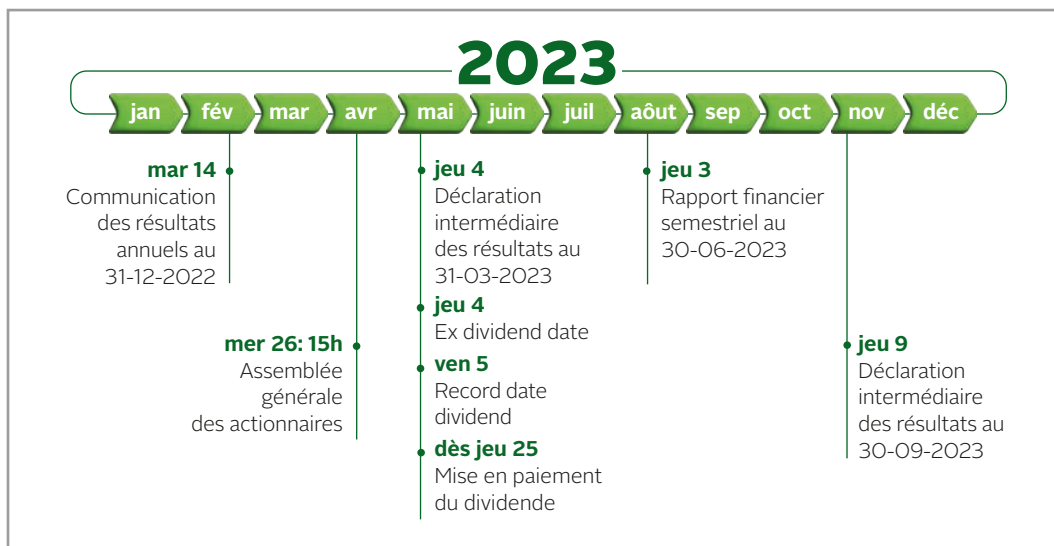 2023
jan fév mar avr mai juin juil aôut sep oct nov déc
mar 14
Communication
des résultats
annuels au
31-12-2022
mer 26: 15h
Assemblée
générale
des actionnaires
jeu 4
Déclaration
intermédiaire
des résultats au
31-03-2023
jeu 4
Ex dividend date
ven 5
Record date
dividend
dès jeu 25
Mise en paiement
du dividende
jeu 3
Rapport financier
semestriel au
30-06-2023
jeu 9
Déclaration
intermédiaire
des résultats au
30-09-2023